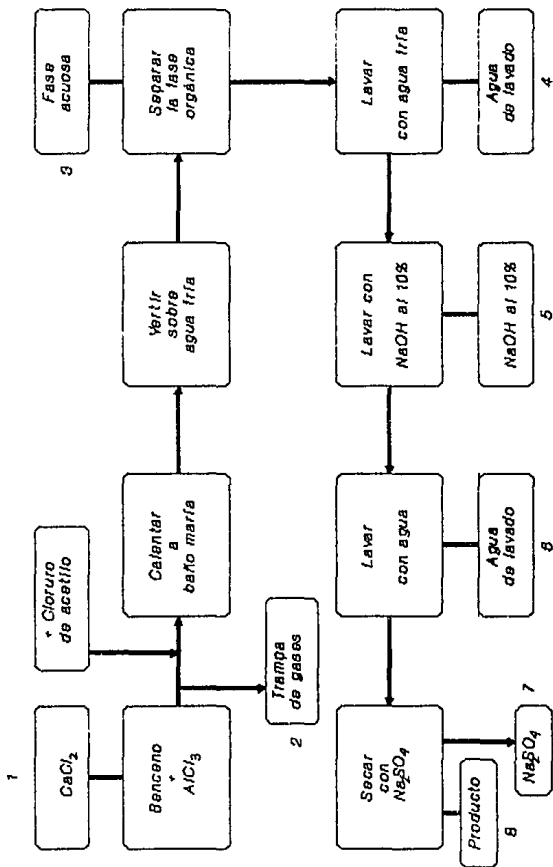 1
CaCl₂
Benceno
+
AlCl₃
+ Cloruro
de acetilo
Trampa
de gases
2
Calentar
a
baño maría
Vertir
sobre
agua fría
3
Fase
acuosa
Separar
la fase
orgánica
Lavar
con agua fría
Agua
de lavado
4
Lavar con
NaOH al 10%
NaOH al 10%
5
Lavar
con agua
Agua
de lavado
6
Secar
con
Na₂SO₄
Producto
8
Na₂SO₄
7